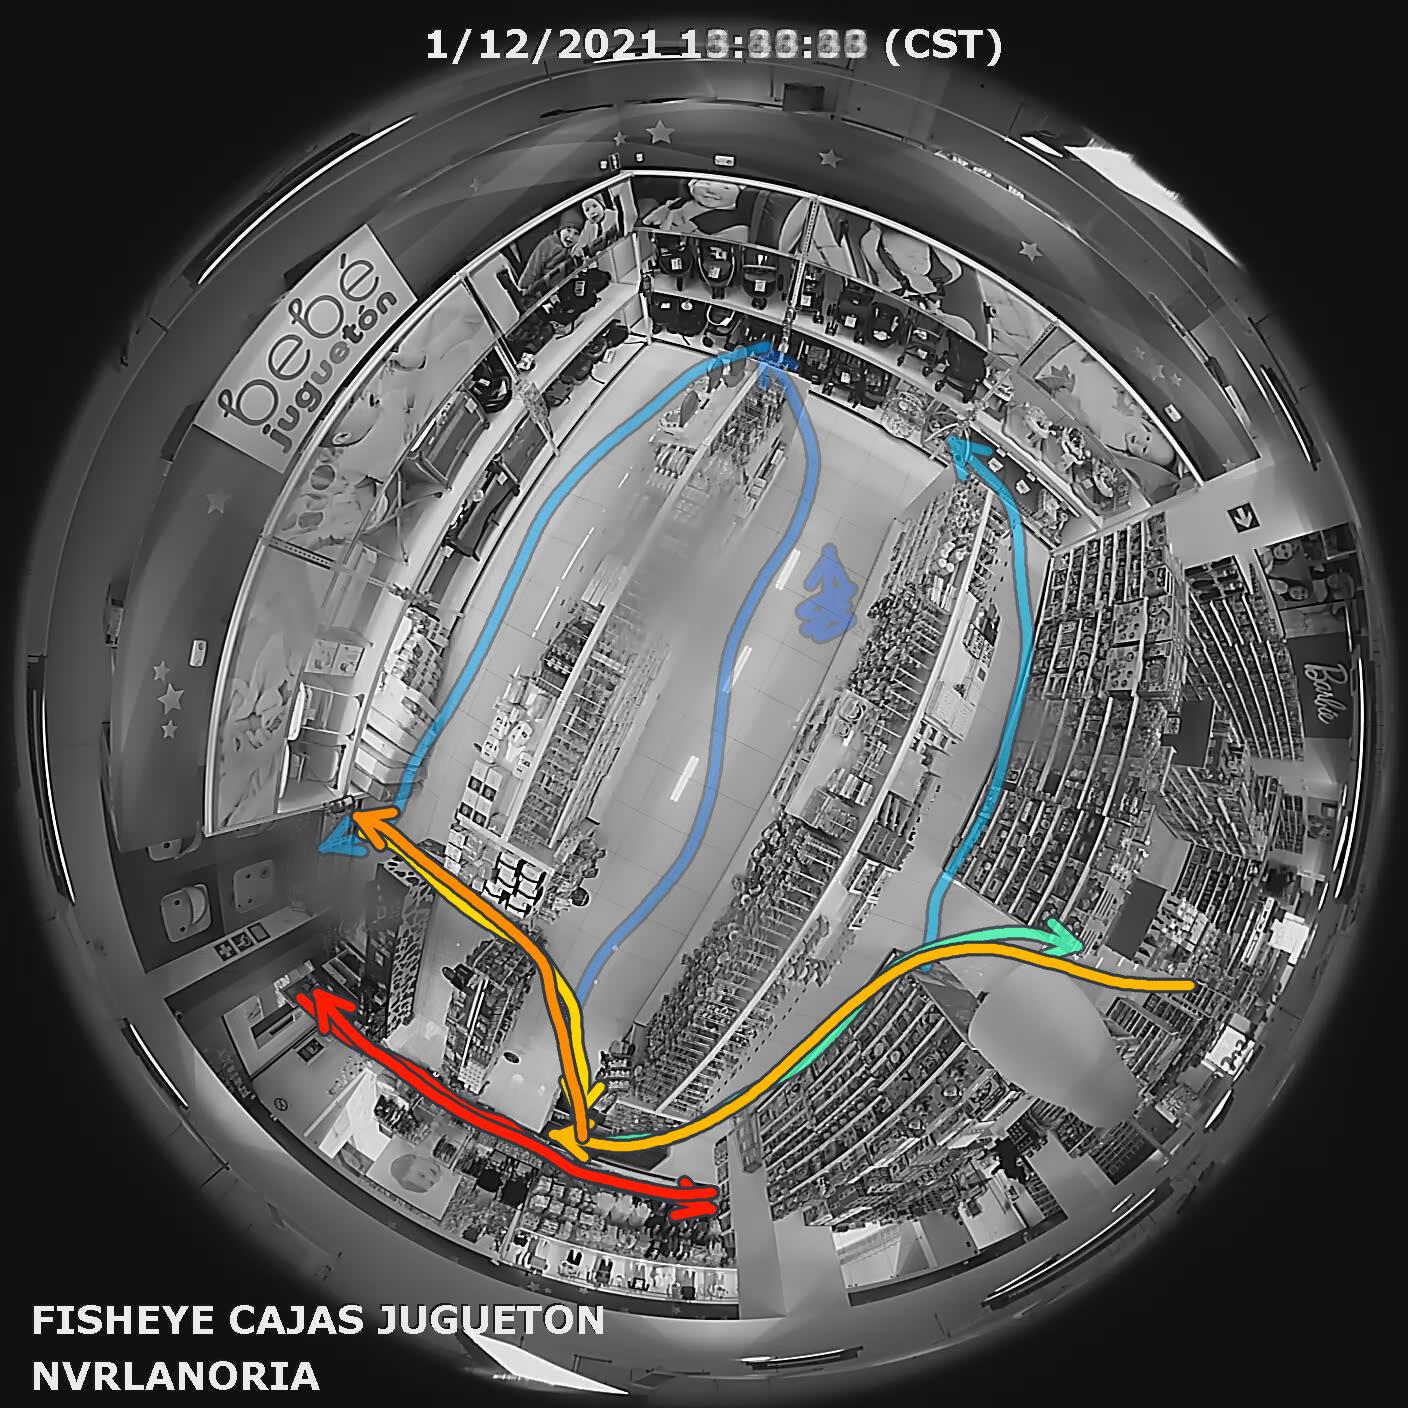 1/12/2021 (CST)
bebé
juguetón
Barbie
FISHEYE CAJAS JUGUETON
NVRLANORIA